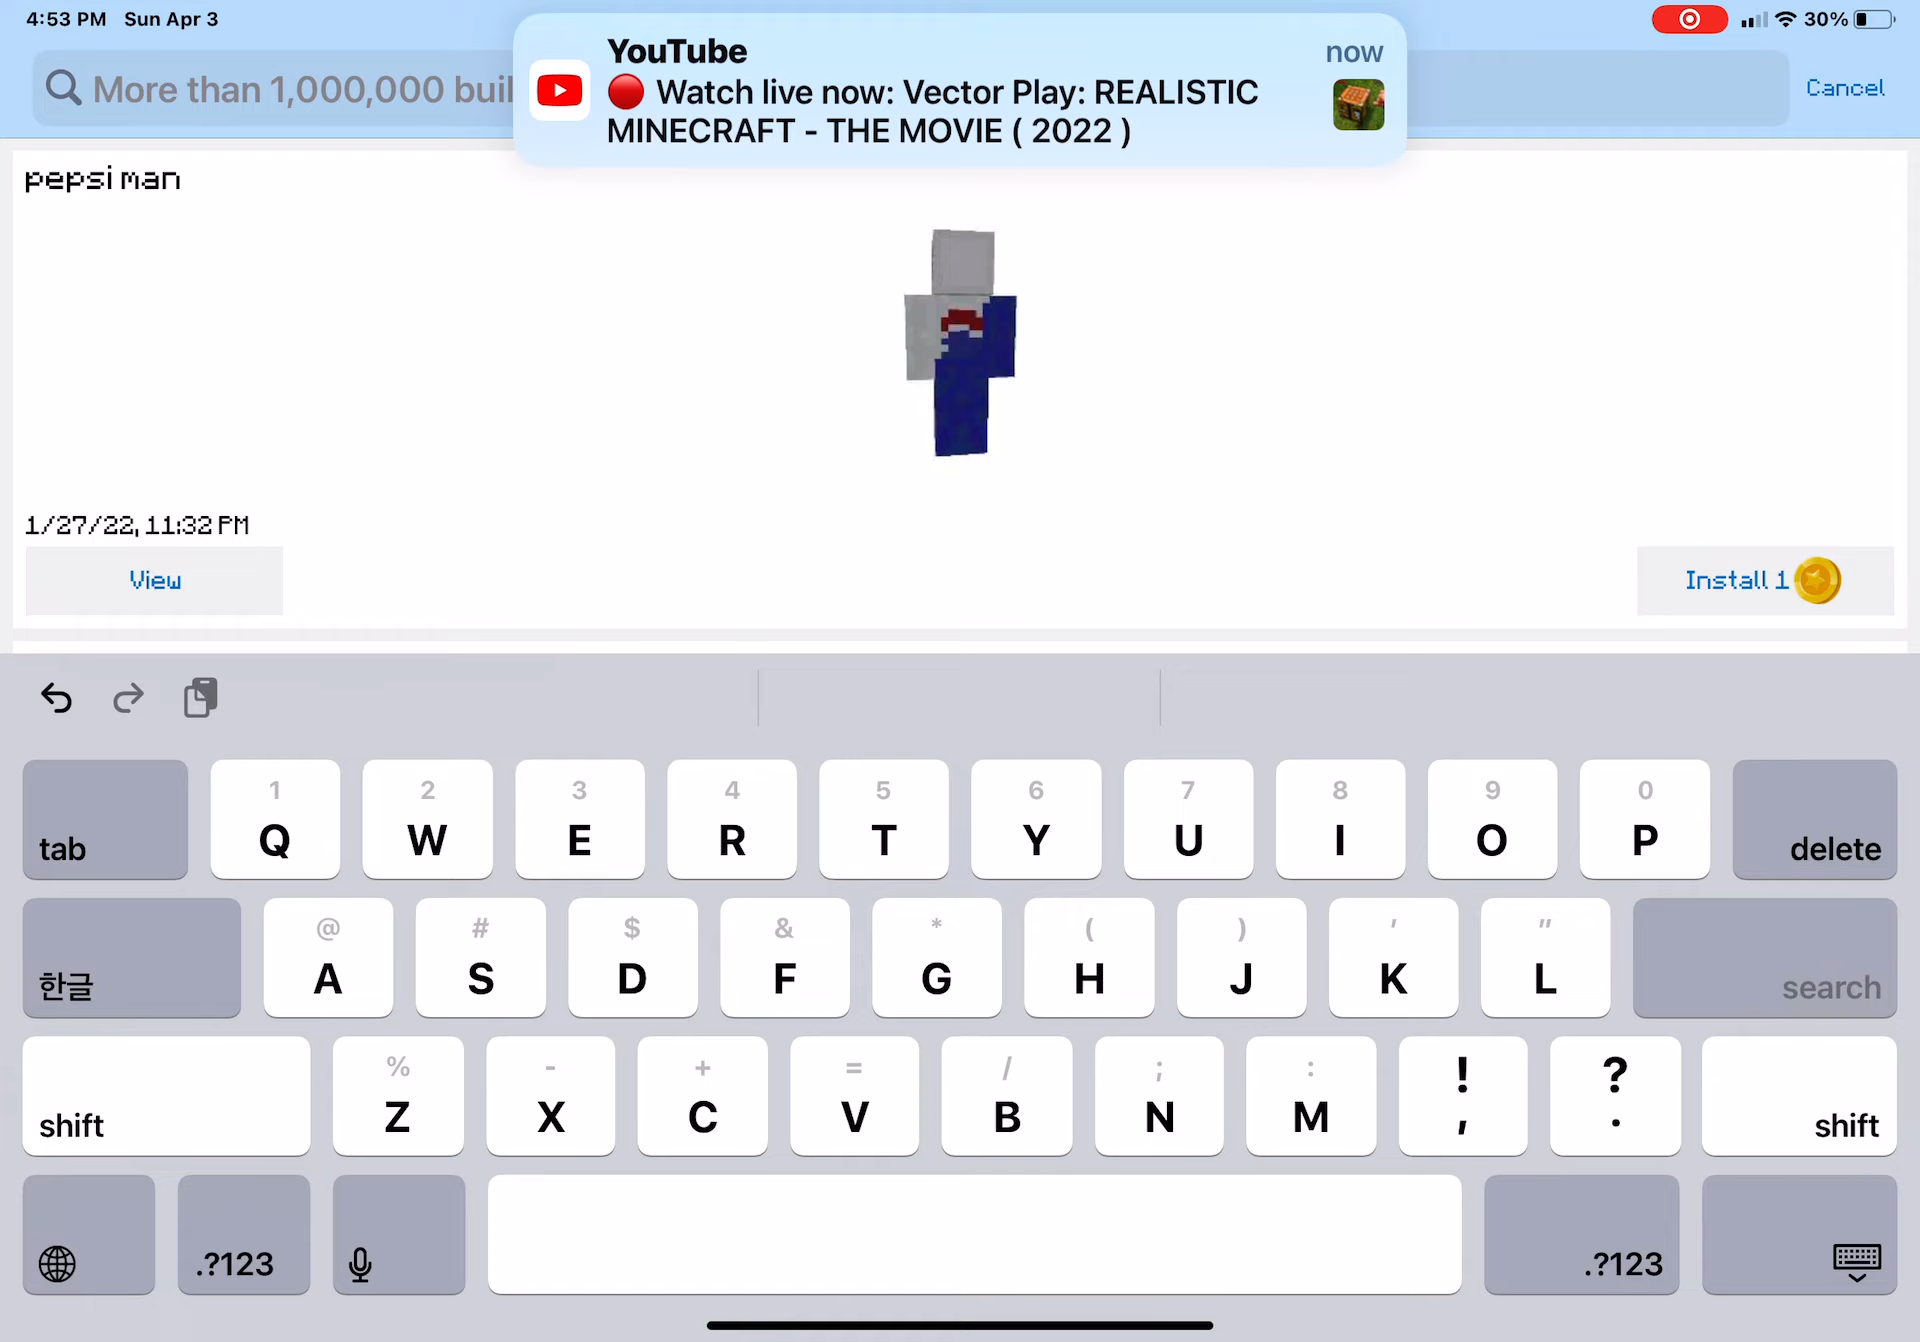 4:53 PM Sun Apr 3
30%
More than 1,000,000 buil
Cancel
YouTube
now
Watch live now: Vector Play: REALISTIC
MINECRAFT - THE MOVIE ( 2022 )
pepsi man
1/27/22, 11:32 PM
View
Install 1
tab
1 2 3 4 5 6 7 8 9 0
Q W E R T Y U I O P
delete
한글
@ # $ & * ( ) ' "
A S D F G H J K L
search
shift
% - + = / ; : ! ?
Z X C V B N M , .
shift
.?123
.?123